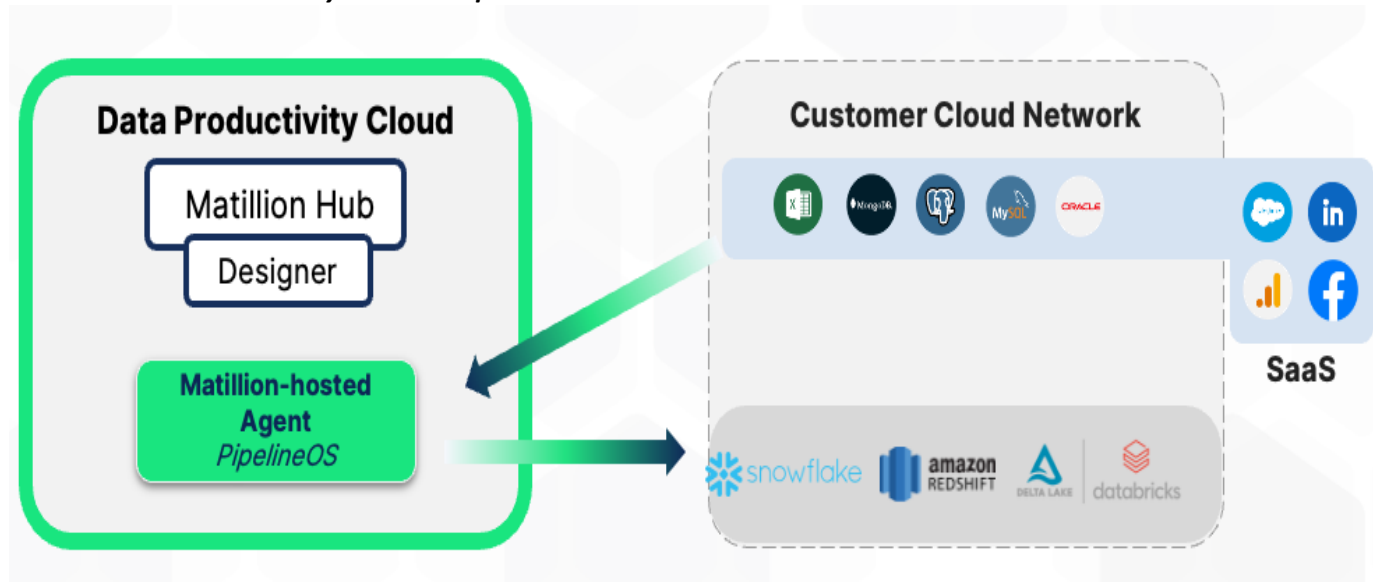 Data Productivity Cloud
Matillion Hub
Designer
Matillion-hosted
Agent
PipelineOS
Customer Cloud Network
MongoDB
MySQL
ORACLE
SaaS
snowflake
amazon
REDSHIFT
DELTA LAKE
databricks